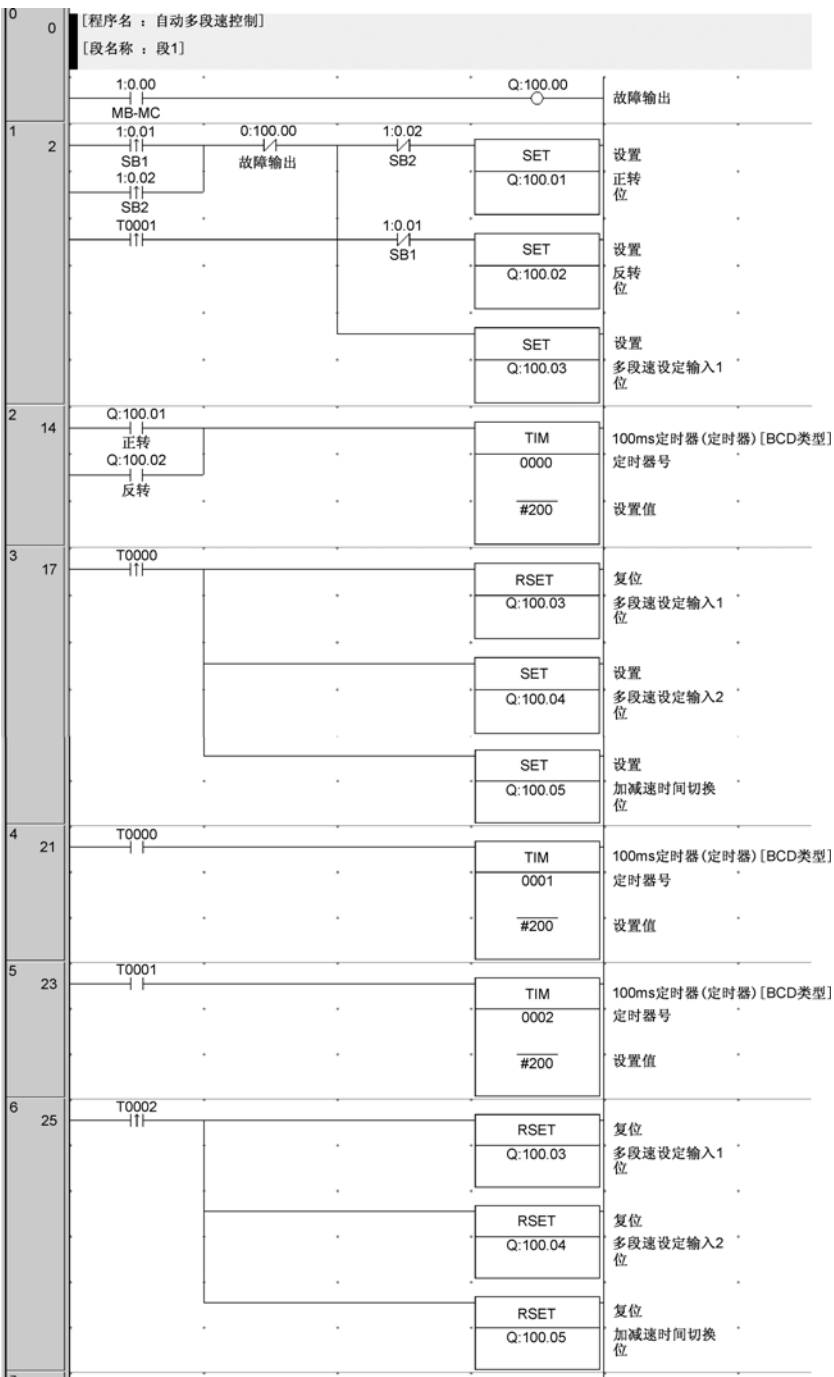 0
0
[程序名 : 自动多段速控制]
[段名称 : 段1]
1:0.00
MB-MC
Q:100.00
故障输出
1
2
1:0.01
SB1
0:100.00
故障输出
1:0.02
SB2
SET
设置
Q:100.01
正转
位
1:0.02
SB2
T0001
1:0.01
SB1
SET
设置
Q:100.02
反转
位
SET
设置
Q:100.03
多段速设定输入1
位
2
14
Q:100.01
正转
Q:100.02
反转
TIM
100ms定时器(定时器)[BCD类型]
0000
定时器号
#200
设置值
3
17
T0000
RSET
复位
Q:100.03
多段速设定输入1
位
SET
设置
Q:100.04
多段速设定输入2
位
SET
设置
Q:100.05
加减速时间切换
位
4
21
T0000
TIM
100ms定时器(定时器)[BCD类型]
0001
定时器号
#200
设置值
5
23
T0001
TIM
100ms定时器(定时器)[BCD类型]
0002
定时器号
#200
设置值
6
25
T0002
RSET
复位
Q:100.03
多段速设定输入1
位
RSET
复位
Q:100.04
多段速设定输入2
位
RSET
复位
Q:100.05
加减速时间切换
位